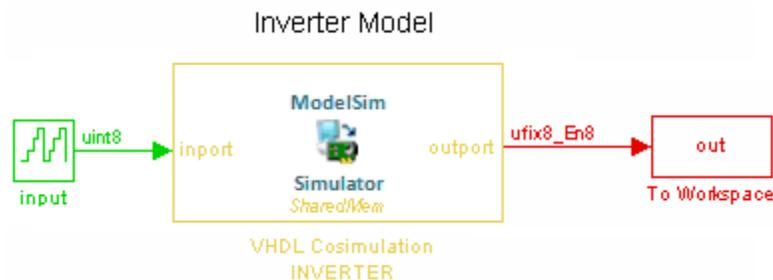 Inverter Model
ModelSim
uint8
inport
outport
ufix8_En8
out
input
Simulator
SharedMem
To Workspace
VHDL Cosimulation
INVERTER